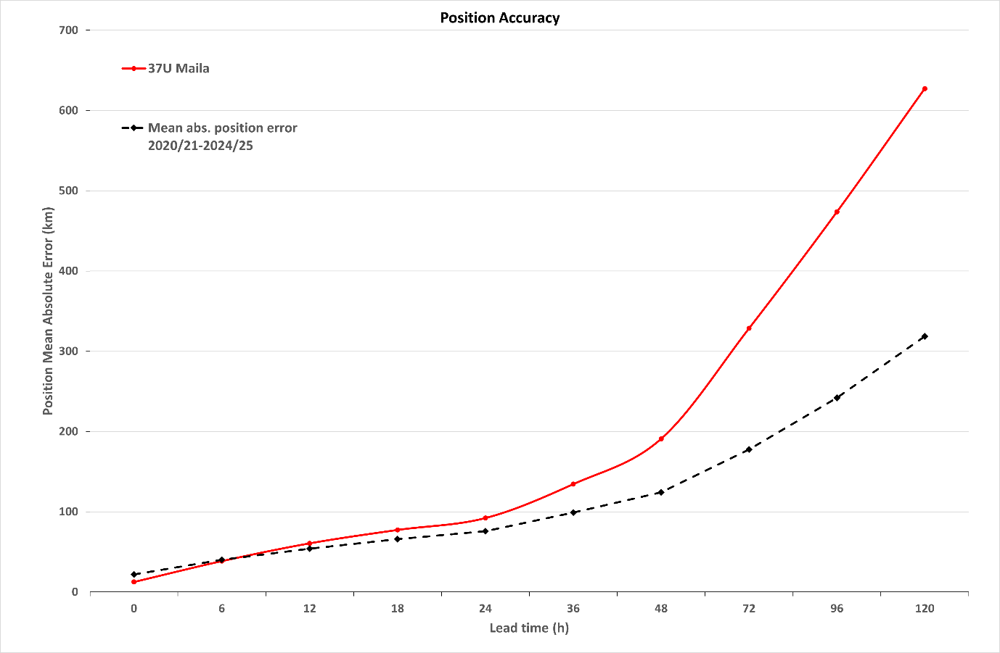 Position Accuracy
700
37U Maila
600
Mean abs. position error
2020/21-2024/25
500
400
300
200
100
0
Position Mean Absolute Error (km)
0 6 12 18 24 36 48 72 96 120
Lead time (h)